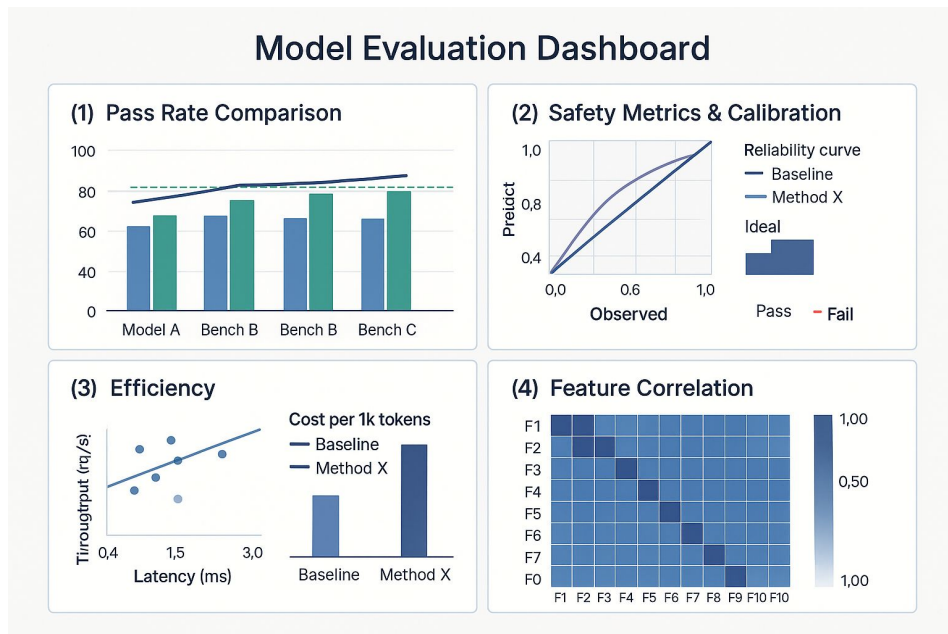 Model Evaluation Dashboard
(1) Pass Rate Comparison
100
80
60
40
0
Model A Bench B Bench B Bench C
(2) Safety Metrics & Calibration
1,0
0,8
0,4
Preidct
0,0 0,6 1,0
Observed
Reliability curve
Baseline
Method X
Ideal
Pass Fail
(3) Efficiency
Tirrougtrput (rq/s)
0,4 1,5 3,0
Latency (ms)
Cost per 1k tokens
Baseline
Method X
Baseline Method X
(4) Feature Correlation
F1
F2
F3
F4
F5
F6
F7
F0
F1 F2 F3 F4 F5 F6 F7 F8 F9 F10 F10
1,00
0,50
1,00